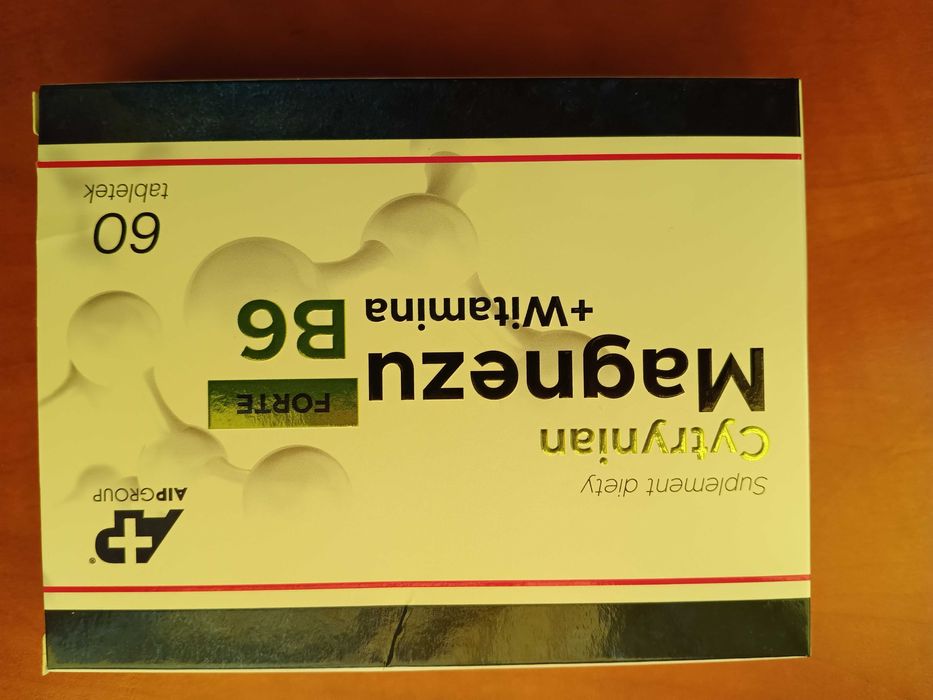 AP®
AIPGROUP
Suplement diety
Cytrynian
Magnezu FORTE
+Witamina B6
60
tabletek